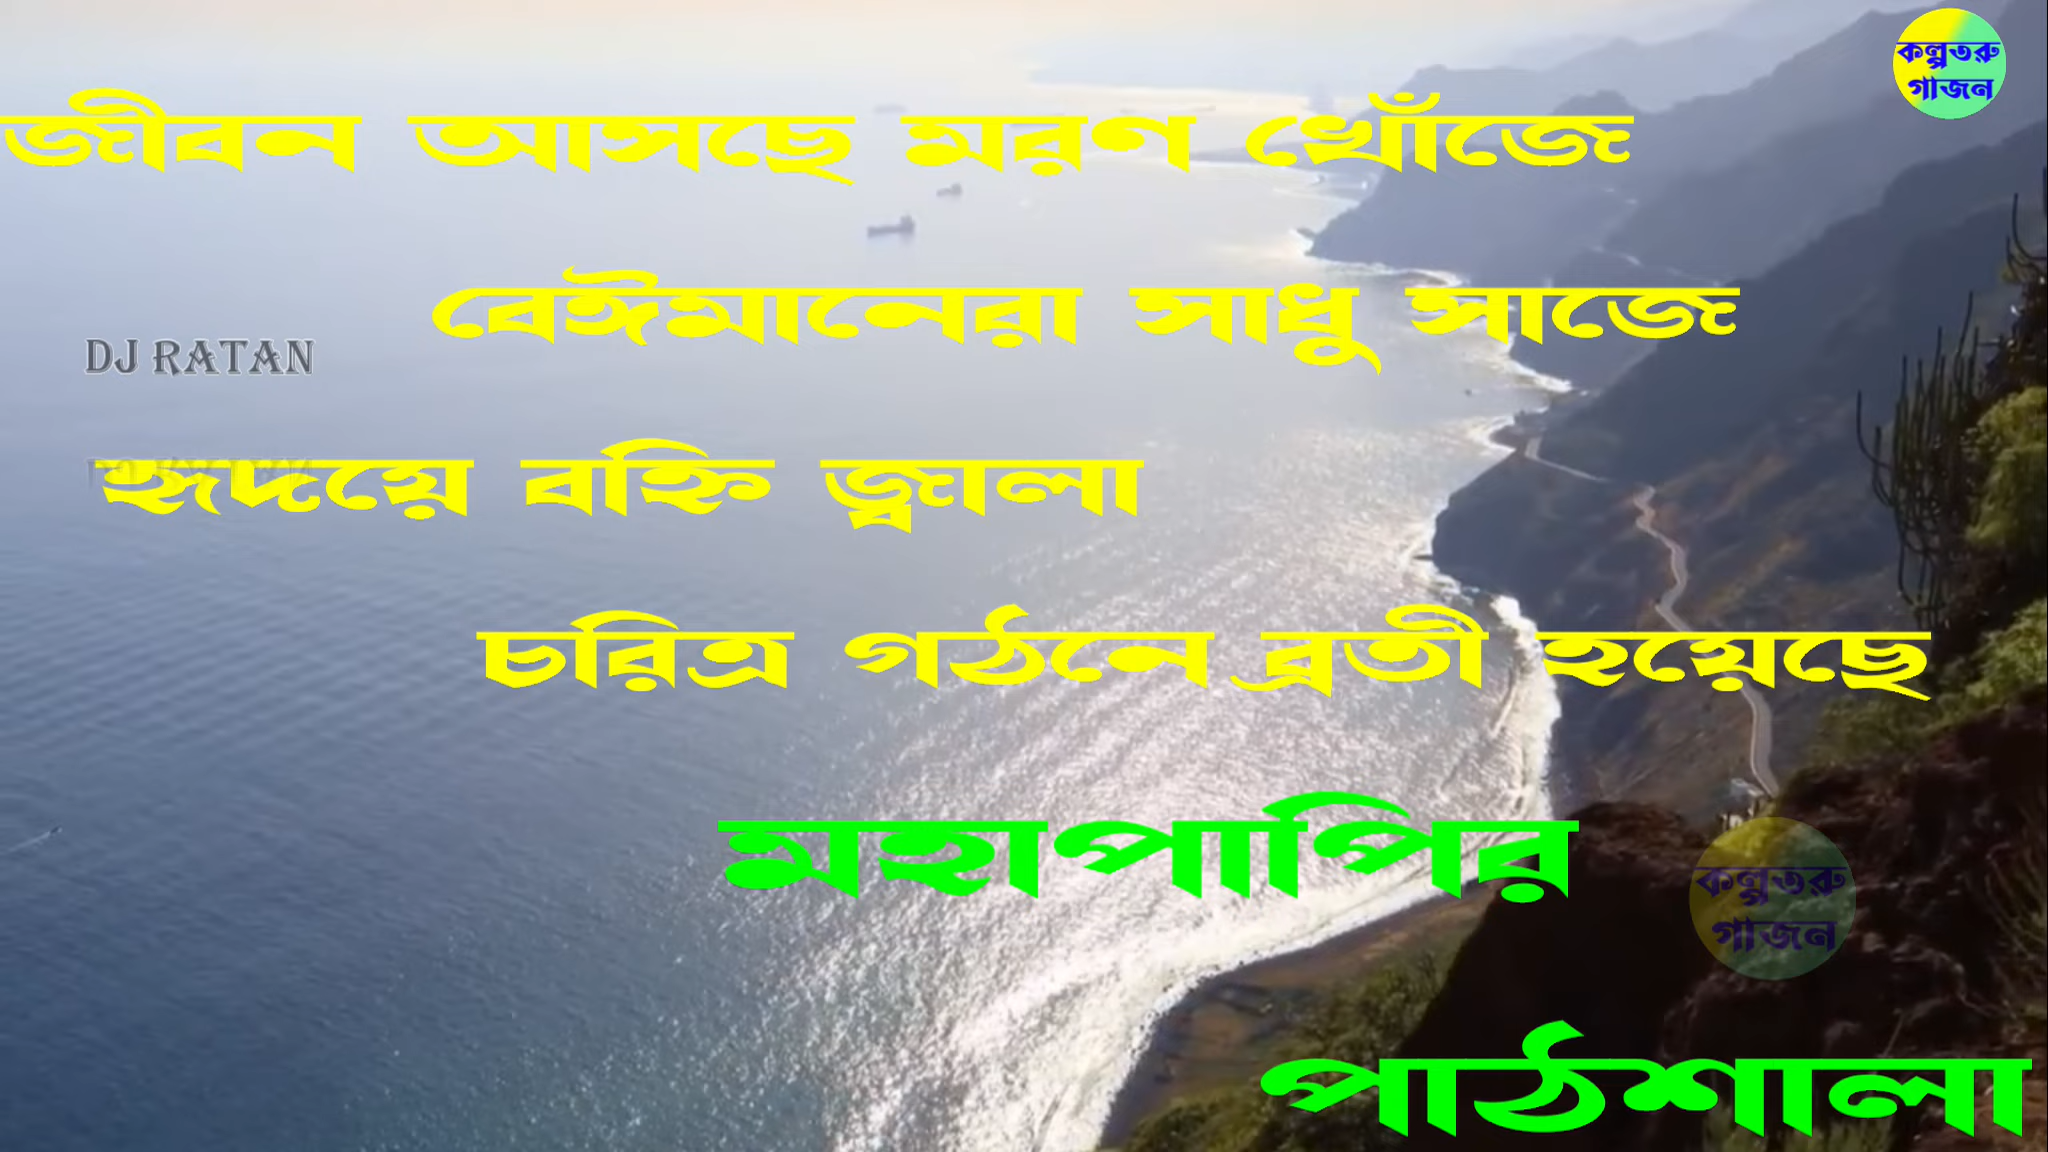 কল্পতরু
গাজন
জীবন আসছে মরণ খোঁজে
বেঈমানেরা সাধু সাজে
DJ RATAN
হৃদয়ে বহ্নি জ্বালা
চরিত্র গঠনে ব্রতী হয়েছে
মহাপাপির
কল্পতরু
গাজন
পাঠশালা